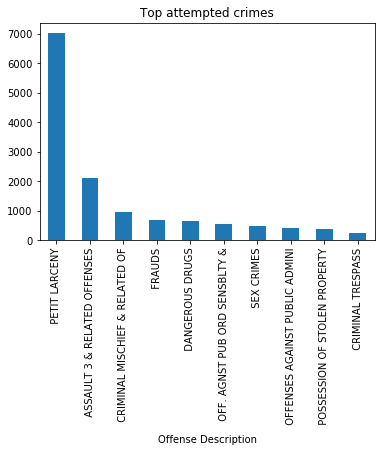 Top attempted crimes
7000
6000
5000
4000
3000
2000
1000
0
PETIT LARCENY
ASSAULT 3 & RELATED OFFENSES
CRIMINAL MISCHIEF & RELATED OF
FRAUDS
DANGEROUS DRUGS
OFF. AGNST PUB ORD SENSBLTY &
SEX CRIMES
OFFENSES AGAINST PUBLIC ADMINI
POSSESSION OF STOLEN PROPERTY
CRIMINAL TRESPASS
Offense Description